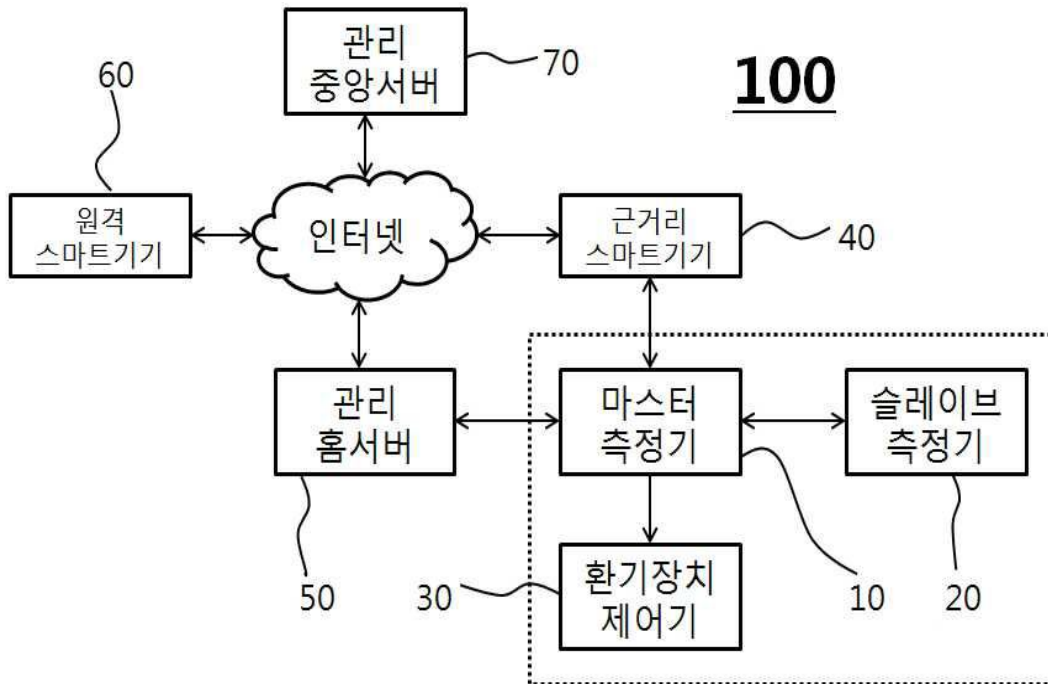 관리
중앙서버
70
100
60
원격
스마트기기
인터넷
근거리
스마트기기
40
관리
홈서버
마스터
측정기
슬레이브
측정기
50
30
환기장치
제어기
10
20